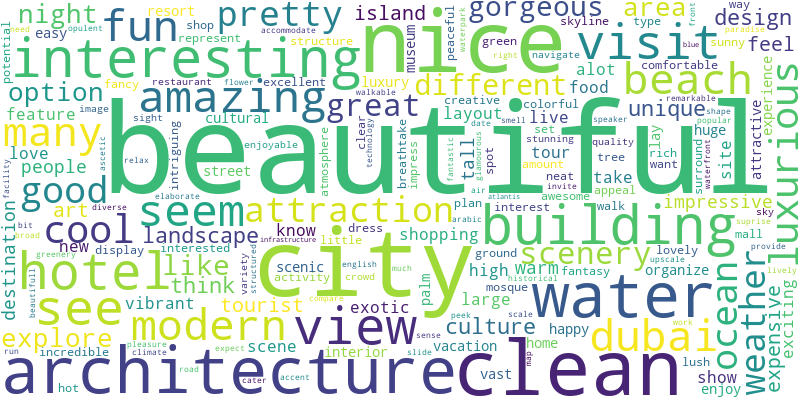 beautiful
city
nice
clean
architecture
water
building
view
hotel
interesting
amazing
modern
dubai
visit
fun
pretty
cool
see
seem
good
many
attraction
beach
luxurious
weather
ocean
scenery
gorgeous
different
great
unique
option
night
area
design
feel
island
like
think
landscape
explore
tourist
culture
impressive
tall
high
warm
expensive
exciting
destination
experience
attractive
people
love
feature
art
new
know
shopping
layout
live
tour
take
site
food
alot
huge
lay
vibrant
scene
exotic
palm
large
vacation
interior
vast
happy
home
organize
fantasy
lovely
show
enjoy
mall
lush
hot
incredible
display
interested
scenic
activity
little
dress
plan
ground
interest
awesome
walk
appeal
surround
rich
want
tree
neat
quality
stunning
set
spot
colorful
creative
luxury
museum
peaceful
skyline
green
type
way
sunny
comfortable
navigate
resort
shop
represent
structure
easy
fancy
restaurant
flower
excellent
cultural
street
enjoyable
intriguing
atmosphere
breathtake
impress
clear
technology
walkable
accommodate
opulent
potential
image
sight
ascetic
relax
elaborate
facility
diverse
bit
broad
greenery
beautifull
run
pleasure
climate
expect
road
cater
accent
variety
structured
infrastructure
historical
english
crowd
much
compare
sense
slide
peek
scale
map
mosque
upscale
work
provide
lively
suprise
sky
atlantis
invite
air
arabic
glamourous
fantastic
date
smell
speaker
remarkable
shape
popular
waterfront
blue
right
front
waterpark
paradise